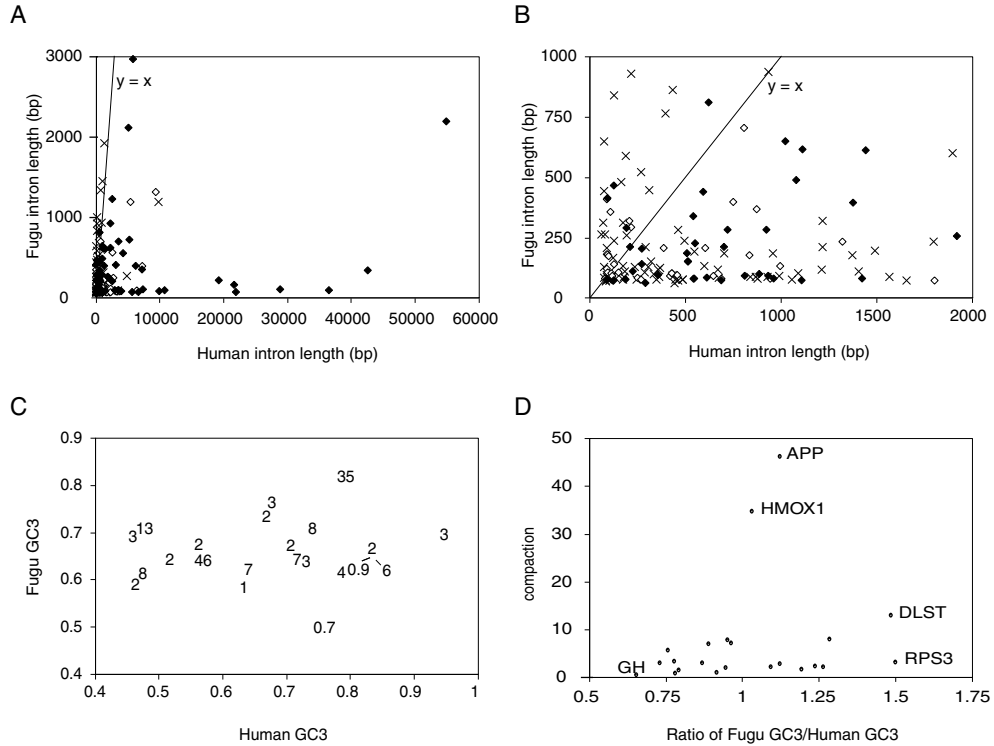 A
3000
2000
1000
0
Fugu intron length (bp)
y = x
0 10000 20000 30000 40000 50000 60000
Human intron length (bp)
B
1000
750
500
250
0
Fugu intron length (bp)
y = x
0 500 1000 1500 2000
Human intron length (bp)
C
0.9
0.8
0.7
0.6
0.5
0.4
Fugu GC3
35
3
2
3 13
8
3
2
2
2
2
2 46
7 3
8
2
7
1
4 0.9
6
0.7
0.4 0.5 0.6 0.7 0.8 0.9 1
Human GC3
D
50
40
30
20
10
0
compaction
APP
HMOX1
DLST
RPS3
GH
0.5 0.75 1 1.25 1.5 1.75
Ratio of Fugu GC3/Human GC3